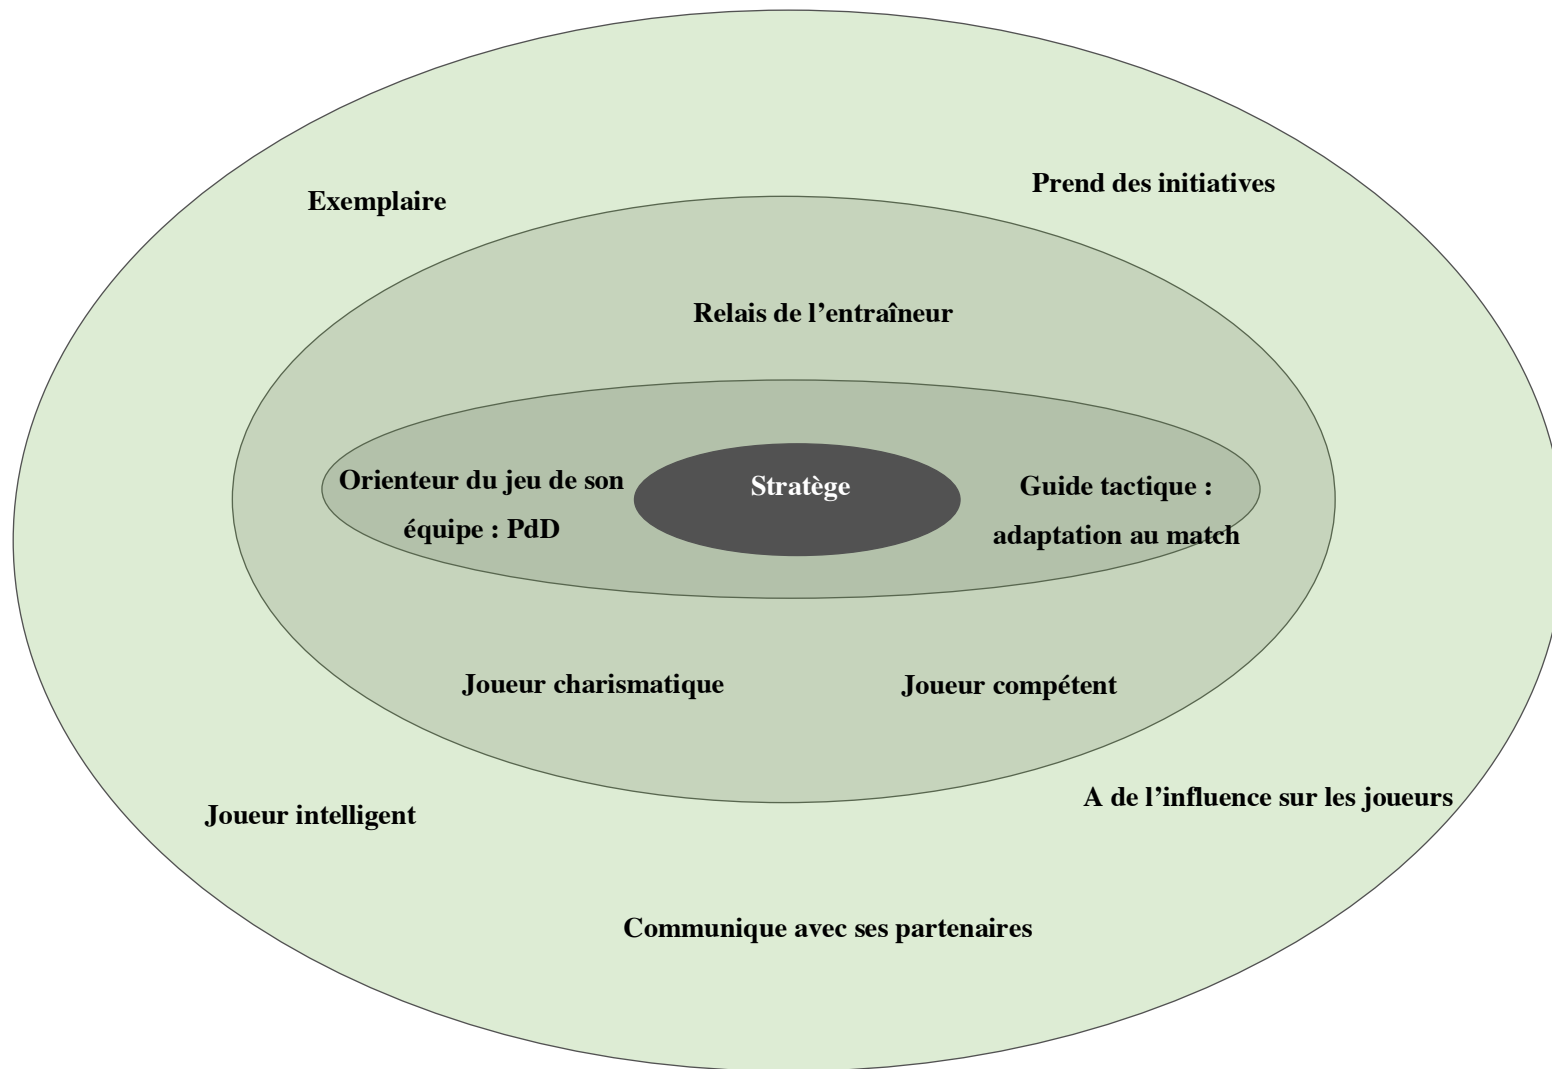 Exemplaire
Prend des initiatives
Relais de l’entraîneur
Orienteur du jeu de son
équipe : PdD
Stratège
Guide tactique :
adaptation au match
Joueur charismatique
Joueur compétent
Joueur intelligent
A de l’influence sur les joueurs
Communique avec ses partenaires